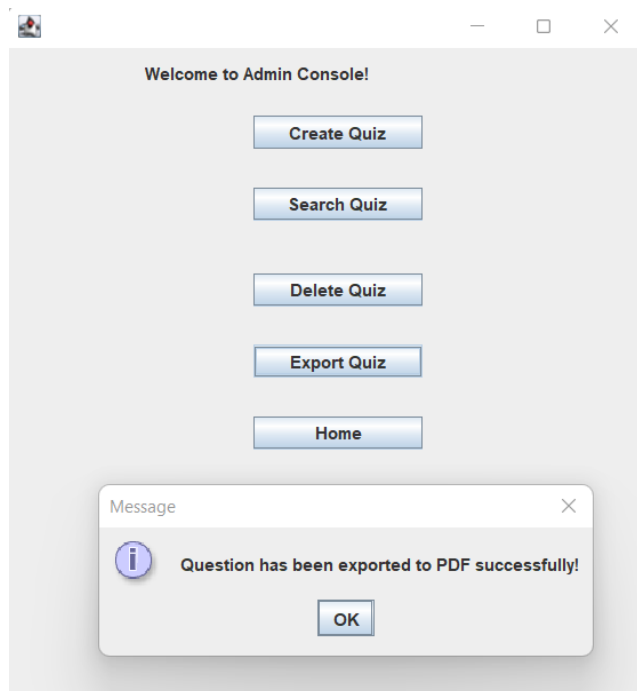 Welcome to Admin Console!
Create Quiz
Search Quiz
Delete Quiz
Export Quiz
Home
Message
Question has been exported to PDF successfully!
OK